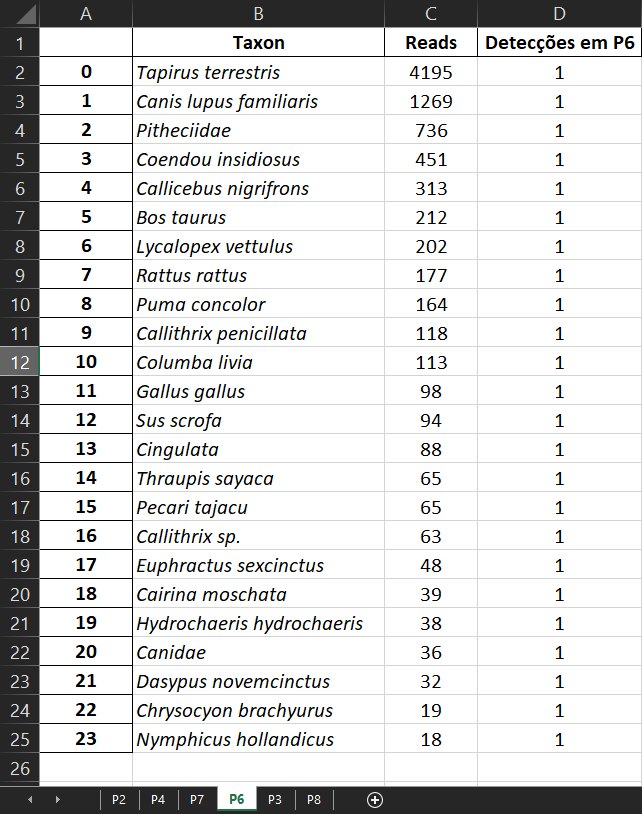 A B C D
1 Taxon Reads Detecções em P6
2 0 Tapirus terrestris 4195 1
3 1 Canis lupus familiaris 1269 1
4 2 Pitheciidae 736 1
5 3 Coendou insidiosus 451 1
6 4 Callicebus nigrifrons 313 1
7 5 Bos taurus 212 1
8 6 Lycalopex vettulus 202 1
9 7 Rattus rattus 177 1
10 8 Puma concolor 164 1
11 9 Callithrix penicillata 118 1
12 10 Columba livia 113 1
13 11 Gallus gallus 98 1
14 12 Sus scrofa 94 1
15 13 Cingulata 88 1
16 14 Thraupis sayaca 65 1
17 15 Pecari tajacu 65 1
18 16 Callithrix sp. 63 1
19 17 Euphractus sexcinctus 48 1
20 18 Cairina moschata 39 1
21 19 Hydrochaeris hydrochaeris 38 1
22 20 Canidae 36 1
23 21 Dasypus novemcinctus 32 1
24 22 Chrysocyon brachyurus 19 1
25 23 Nymphicus hollandicus 18 1
26
P2 P4 P7 P6 P3 P8